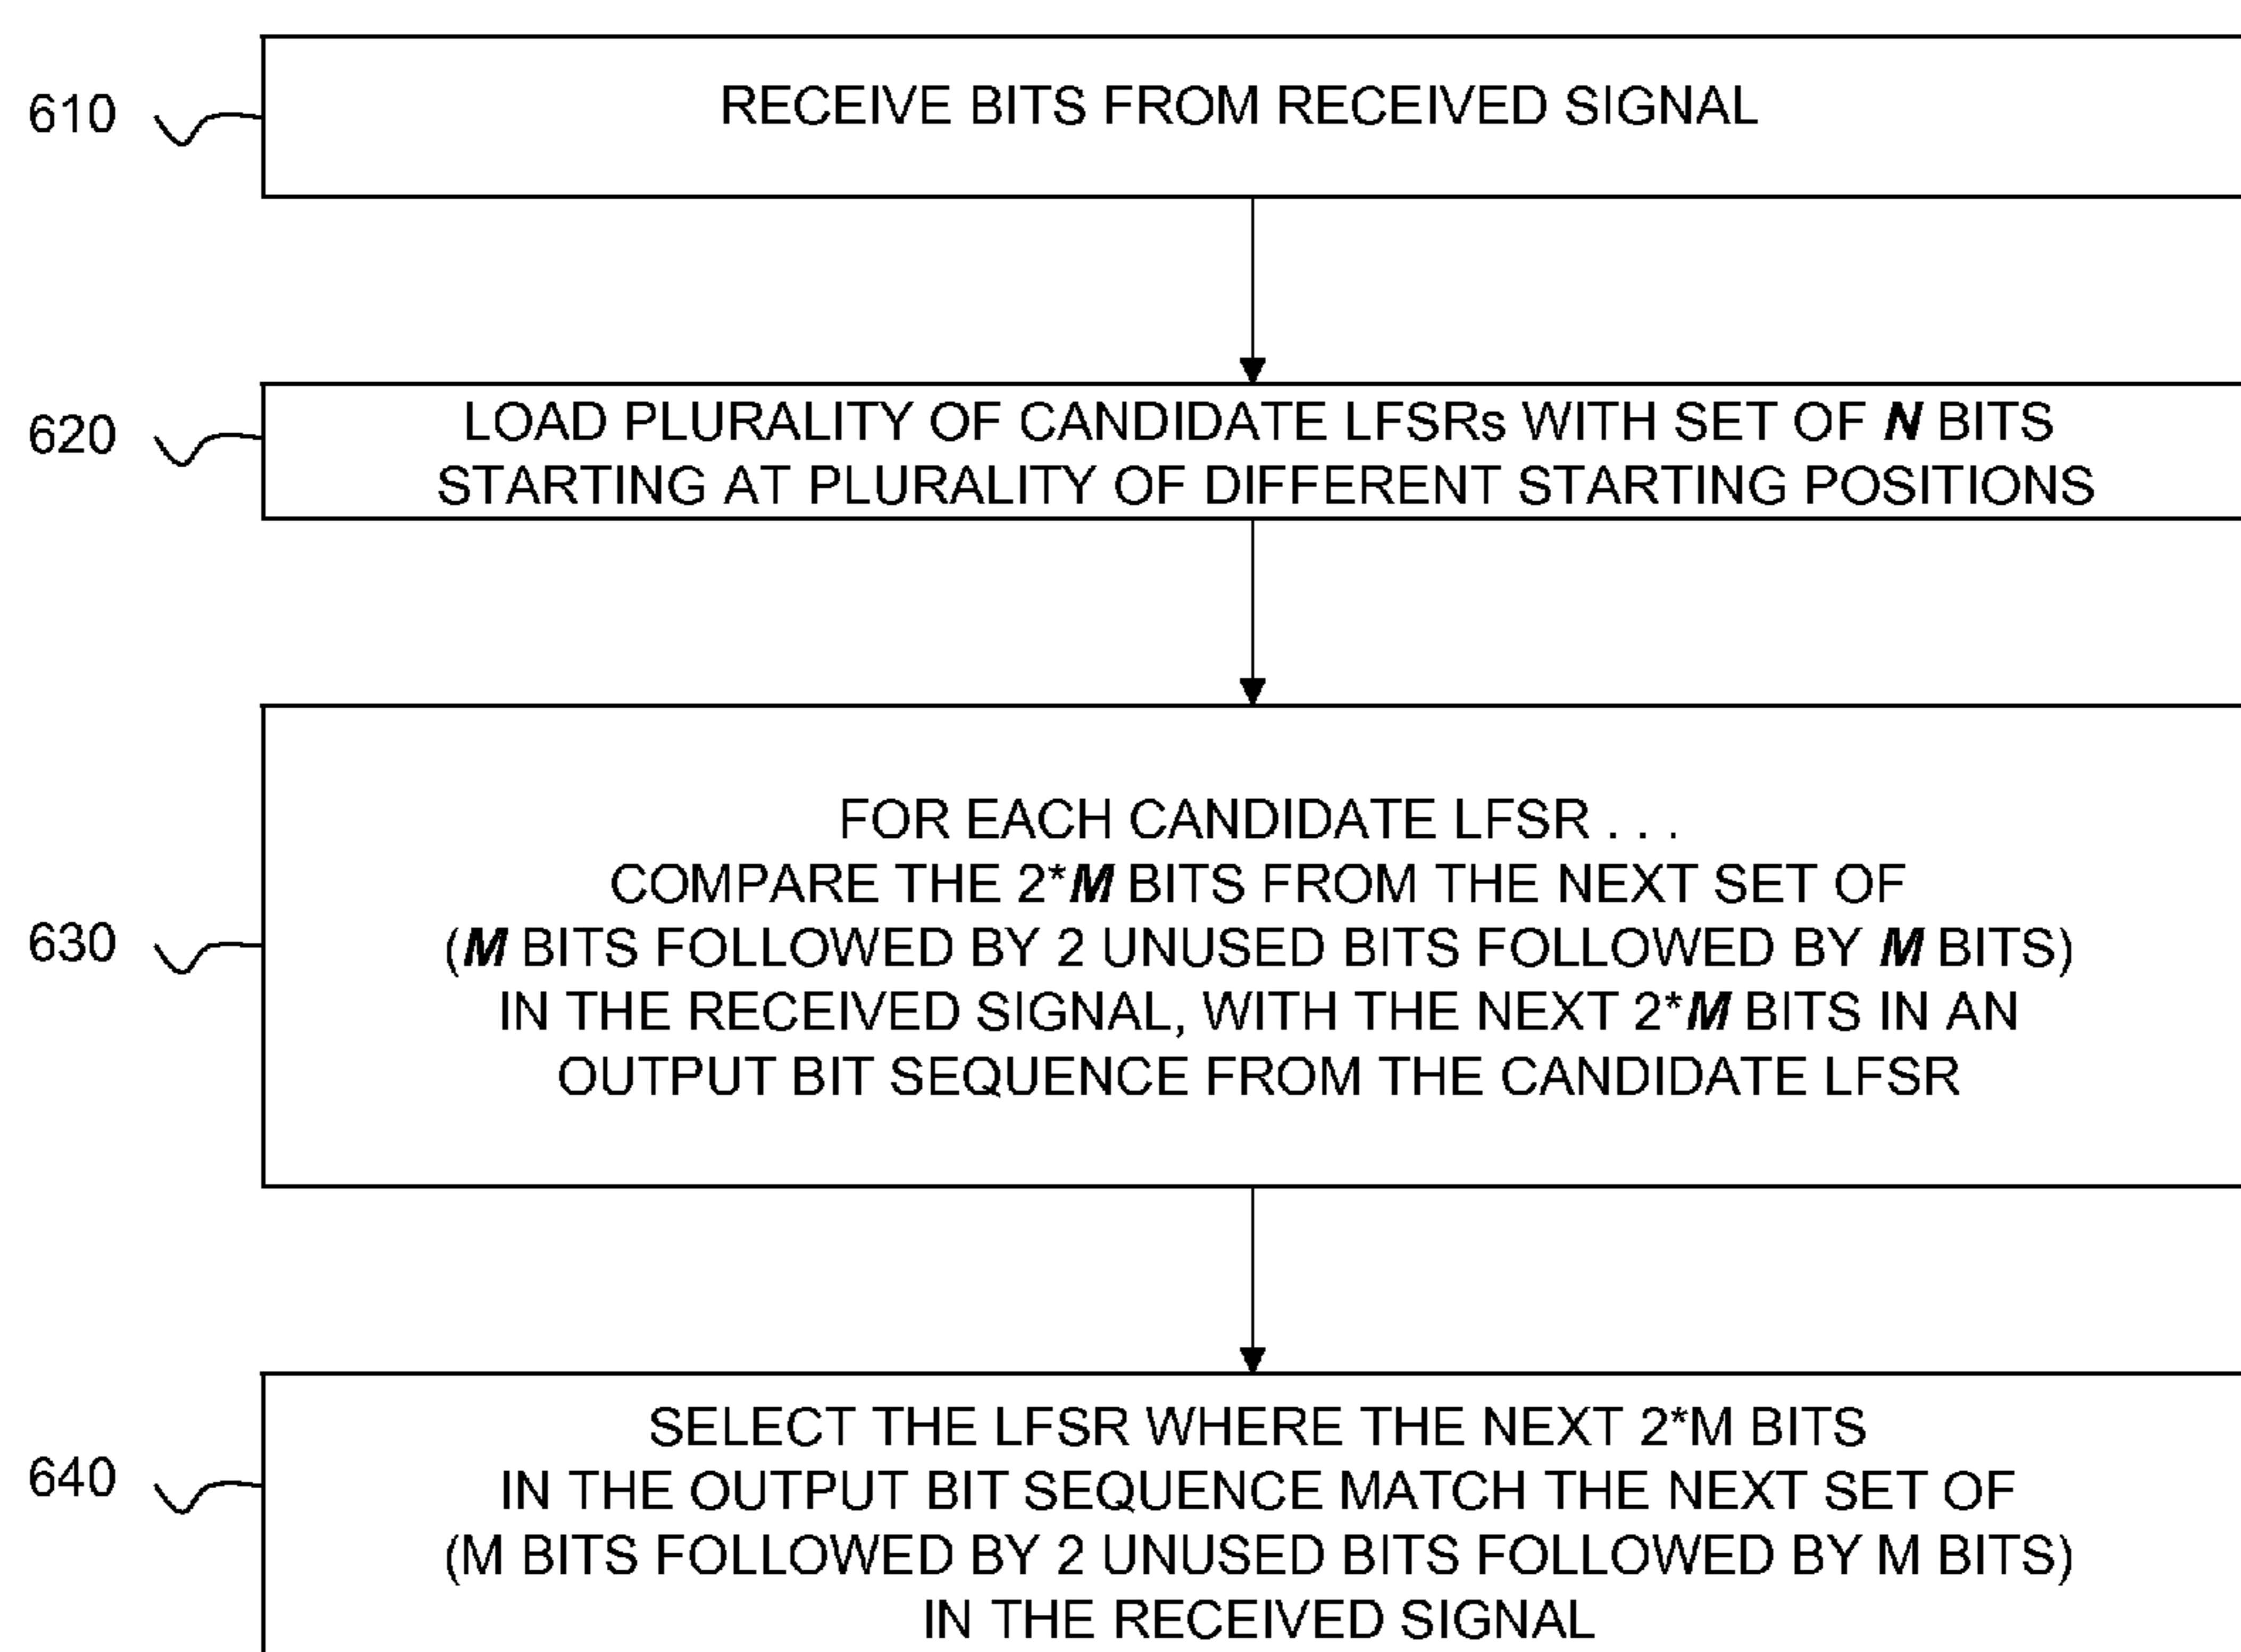 610
RECEIVE BITS FROM RECEIVED SIGNAL
620
LOAD PLURALITY OF CANDIDATE LFSRs WITH SET OF N BITS
STARTING AT PLURALITY OF DIFFERENT STARTING POSITIONS
630
FOR EACH CANDIDATE LFSR . . .
COMPARE THE 2*M BITS FROM THE NEXT SET OF
(M BITS FOLLOWED BY 2 UNUSED BITS FOLLOWED BY M BITS)
IN THE RECEIVED SIGNAL, WITH THE NEXT 2*M BITS IN AN
OUTPUT BIT SEQUENCE FROM THE CANDIDATE LFSR
640
SELECT THE LFSR WHERE THE NEXT 2*M BITS
IN THE OUTPUT BIT SEQUENCE MATCH THE NEXT SET OF
(M BITS FOLLOWED BY 2 UNUSED BITS FOLLOWED BY M BITS)
IN THE RECEIVED SIGNAL